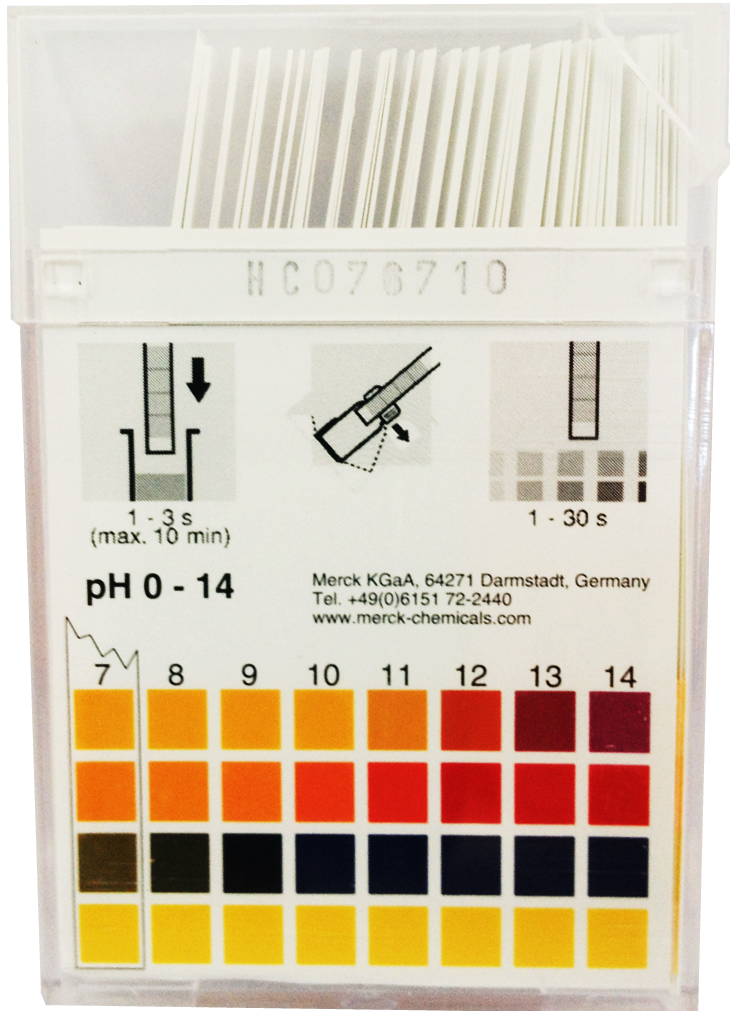 HC076710
1 - 3 s
(max. 10 min)
1 - 30 s
pH 0 - 14
Merck KGaA, 64271 Darmstadt, Germany
Tel. +49(0)6151 72-2440
www.merck-chemicals.com
7 8 9 10 11 12 13 14